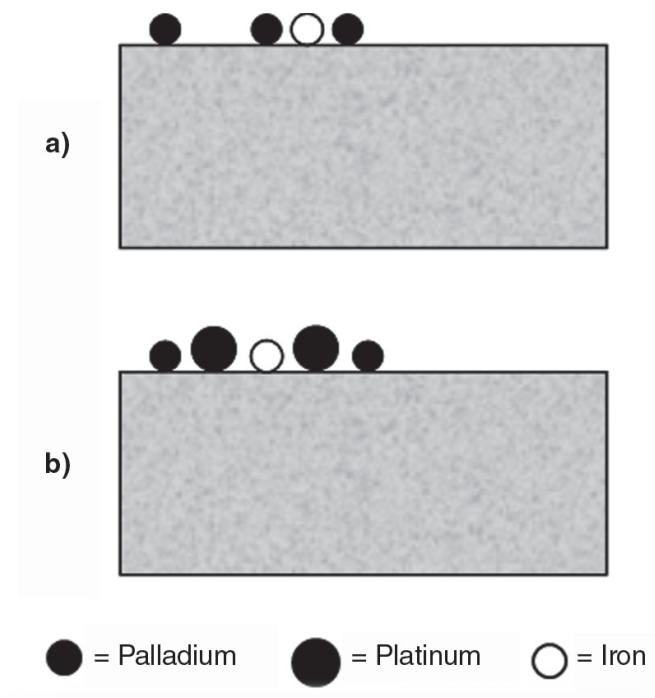 a)
b)
= Palladium = Platinum = Iron